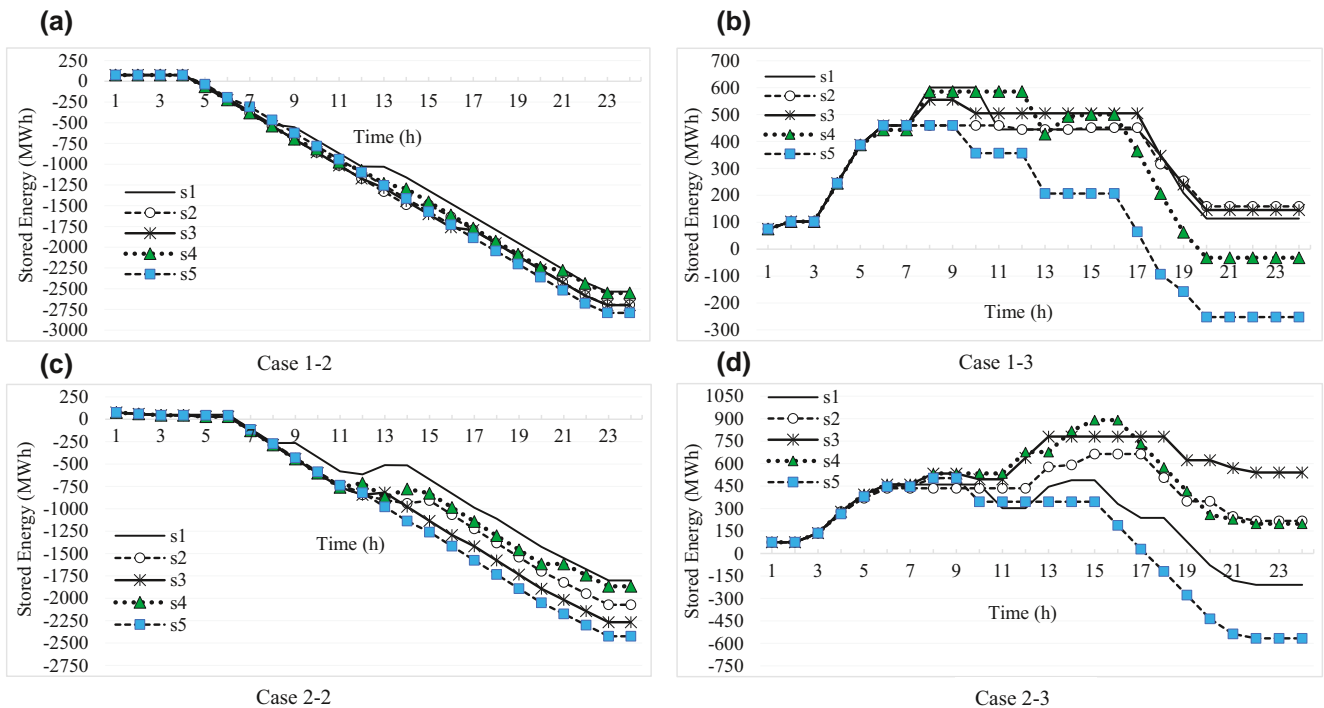 (a)
Stored Energy (MWh)
250
0
-250
-500
-750
-1000
-1250
-1500
-1750
-2000
-2250
-2500
-2750
-3000
1 3 5 7 9 11 13 15 17 19 21 23
Time (h)
s1
s2
s3
s4
s5
Case 1-2
(b)
Stored Energy (MWh)
700
600
500
400
300
200
100
0
-100
-200
-300
1 3 5 7 9 11 13 15 17 19 21 23
Time (h)
s1
s2
s3
s4
s5
Case 1-3
(c)
Stored Energy (MWh)
250
0
-250
-500
-750
-1000
-1250
-1500
-1750
-2000
-2250
-2500
-2750
1 3 5 7 9 11 13 15 17 19 21 23
Time (h)
s1
s2
s3
s4
s5
Case 2-2
(d)
Stored Energy (MWh)
1050
900
750
600
450
300
150
0
-150
-300
-450
-600
-750
1 3 5 7 9 11 13 15 17 19 21 23
Time (h)
s1
s2
s3
s4
s5
Case 2-3